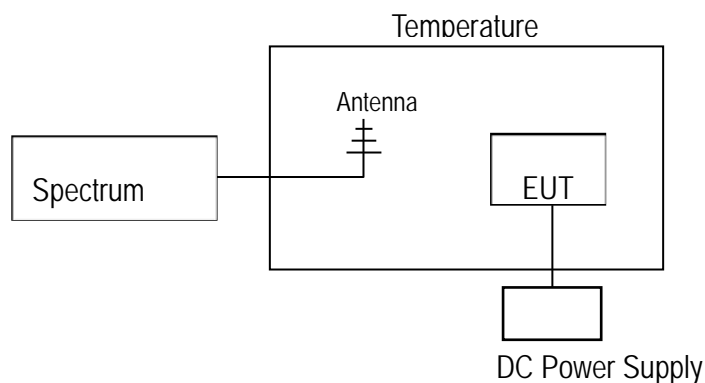 Temperature
Antenna
Spectrum
EUT
DC Power Supply